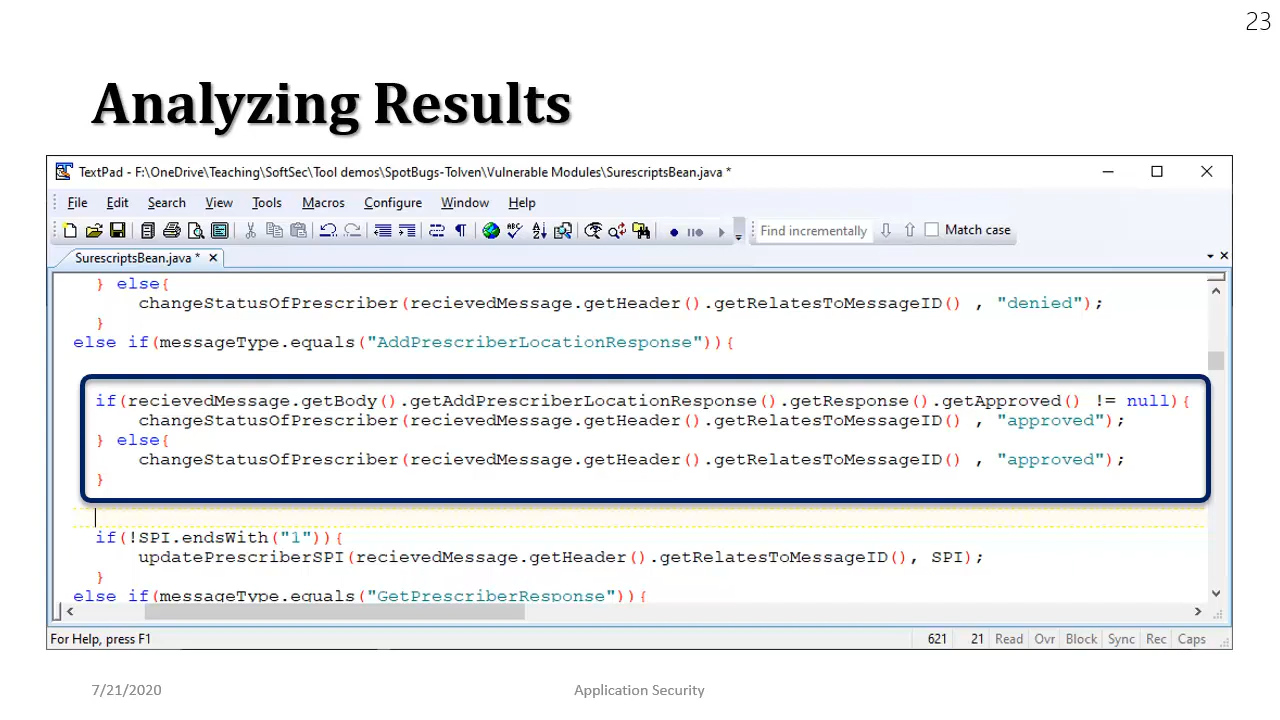 23
Analyzing Results
TextPad - F:\OneDrive\Teaching\SoftSec\Tool demos\SpotBugs-Tolven\Vulnerable Modules\SurescriptsBean.java *
File Edit Search View Tools Macros Configure Window Help
Find incrementally Match case
SurescriptsBean.java *
} else{
changeStatusOfPrescriber(recievedMessage.getHeader().getRelatesToMessageID() , "denied");
}
else if(messageType.equals("AddPrescriberLocationResponse")){
if(recievedMessage.getBody().getAddPrescriberLocationResponse().getResponse().getApproved() != null){
changeStatusOfPrescriber(recievedMessage.getHeader().getRelatesToMessageID() , "approved");
} else{
changeStatusOfPrescriber(recievedMessage.getHeader().getRelatesToMessageID() , "approved");
}
if(!SPI.endsWith("1")){
updatePrescriberSPI(recievedMessage.getHeader().getRelatesToMessageID(), SPI);
}
else if(messageType.equals("GetPrescriberResponse")){
For Help, press F1 621 21 Read Ovr Block Sync Rec Caps
7/21/2020 Application Security